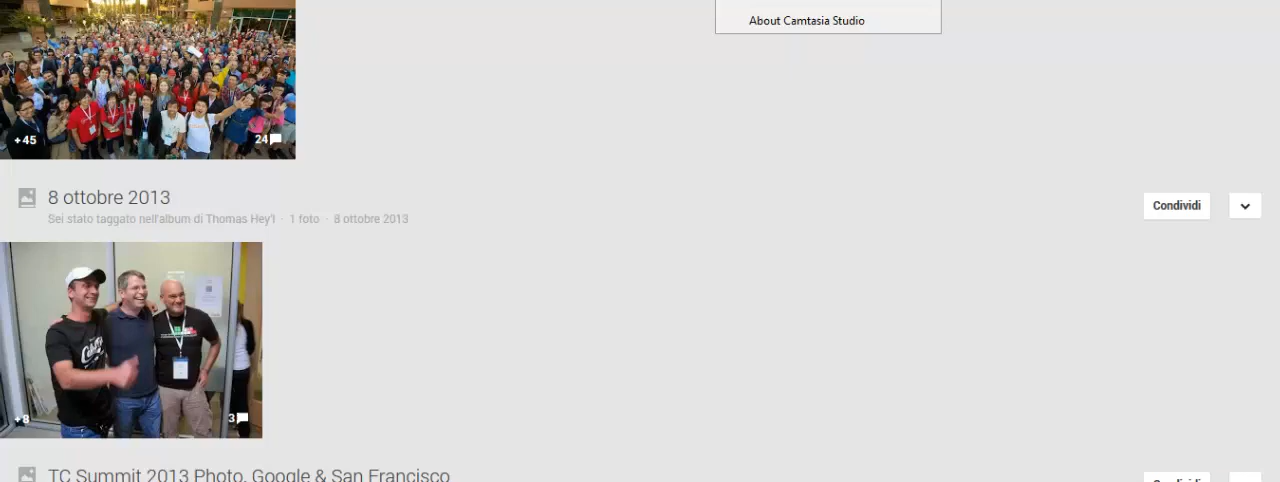 About Camtasia Studio
+45
24
8 ottobre 2013
Condividi
Sei stato taggato nell'album di Thomas Hey'l · 1 foto · 8 ottobre 2013
+8
3
TC Summit 2013 Photo, Google & San Francisco
Condividi